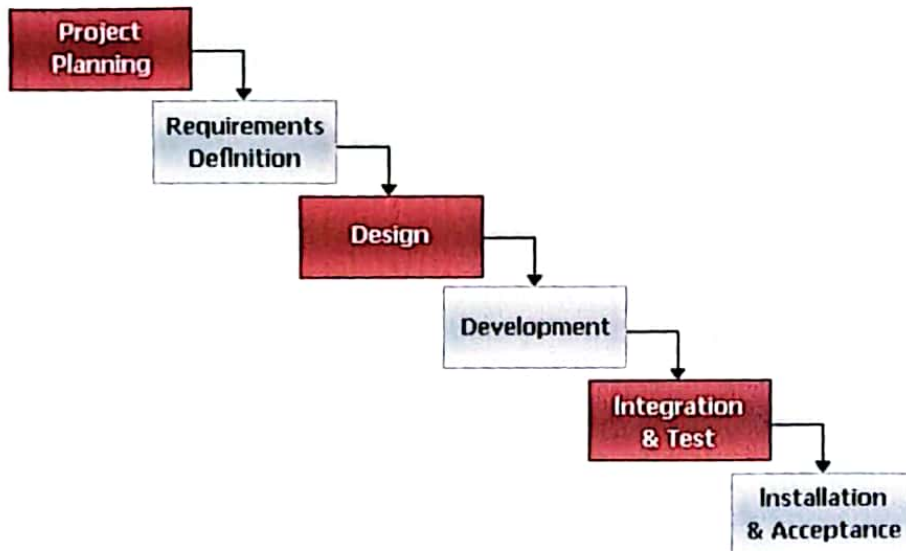 Project
Planning
Requirements
Definition
Design
Development
Integration
& Test
Installation
& Acceptance